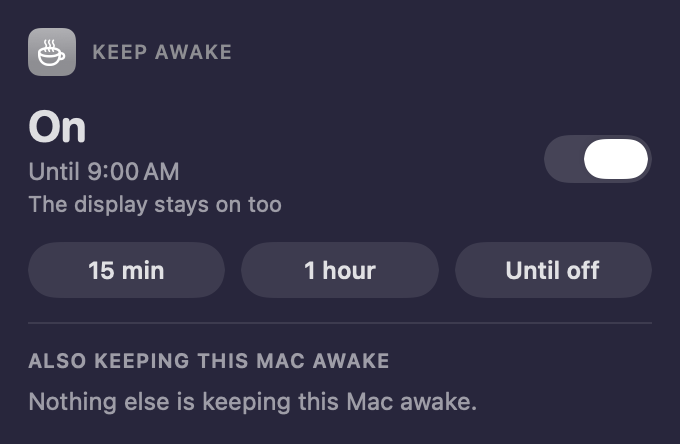 KEEP AWAKE
On
Until 9:00 AM
The display stays on too
15 min
1 hour
Until off
ALSO KEEPING THIS MAC AWAKE
Nothing else is keeping this Mac awake.